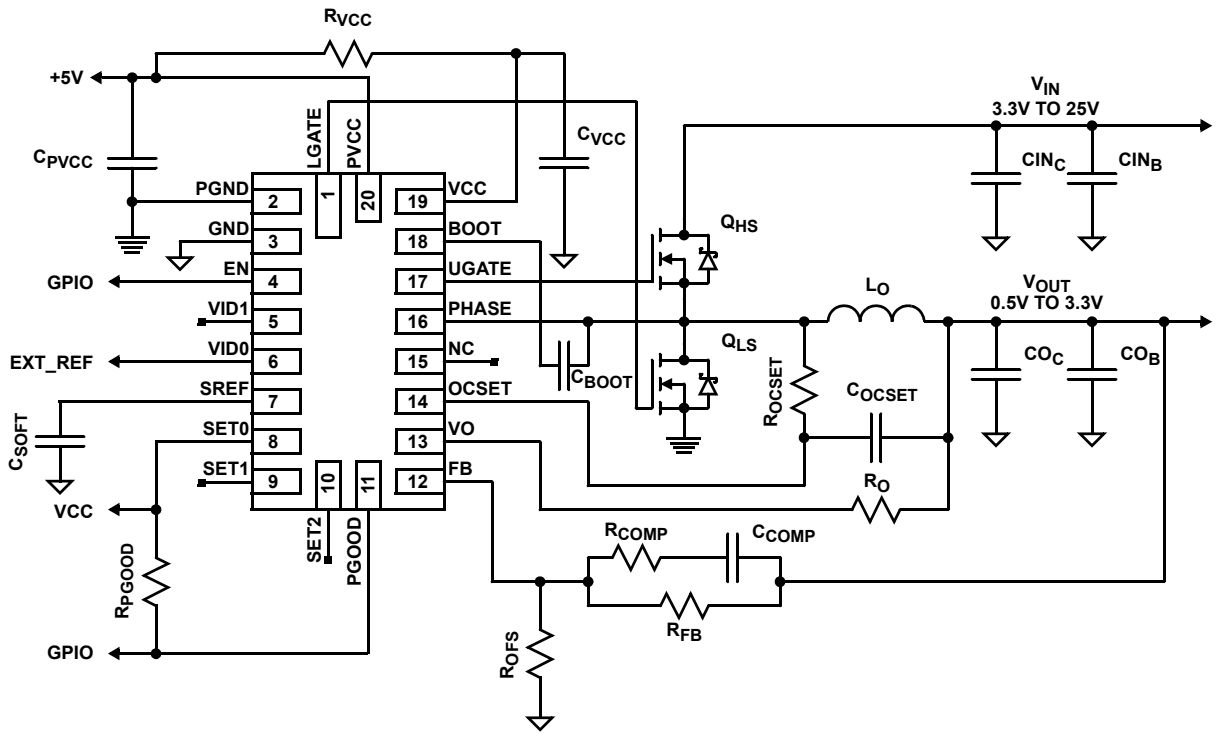 RVCC
+5V
CPVCC
LGATE
PVCC
CVCC
VIN
3.3V TO 25V
CINC
CINB
PGND
2
1
20
19
VCC
GND
3
18
BOOT
QHS
GPIO
EN
4
17
UGATE
VID1
5
16
PHASE
LO
VOUT
0.5V TO 3.3V
EXT_REF
VID0
6
15
NC
QLS
CBOOT
ROCSET
COCSET
COC
COB
SREF
7
14
OCSET
CSOFT
SET0
8
13
VO
SET1
9
10
11
12
FB
RO
VCC
SET2
PGOOD
RCOMP
CCOMP
RPGOOD
RFB
GPIO
ROFS